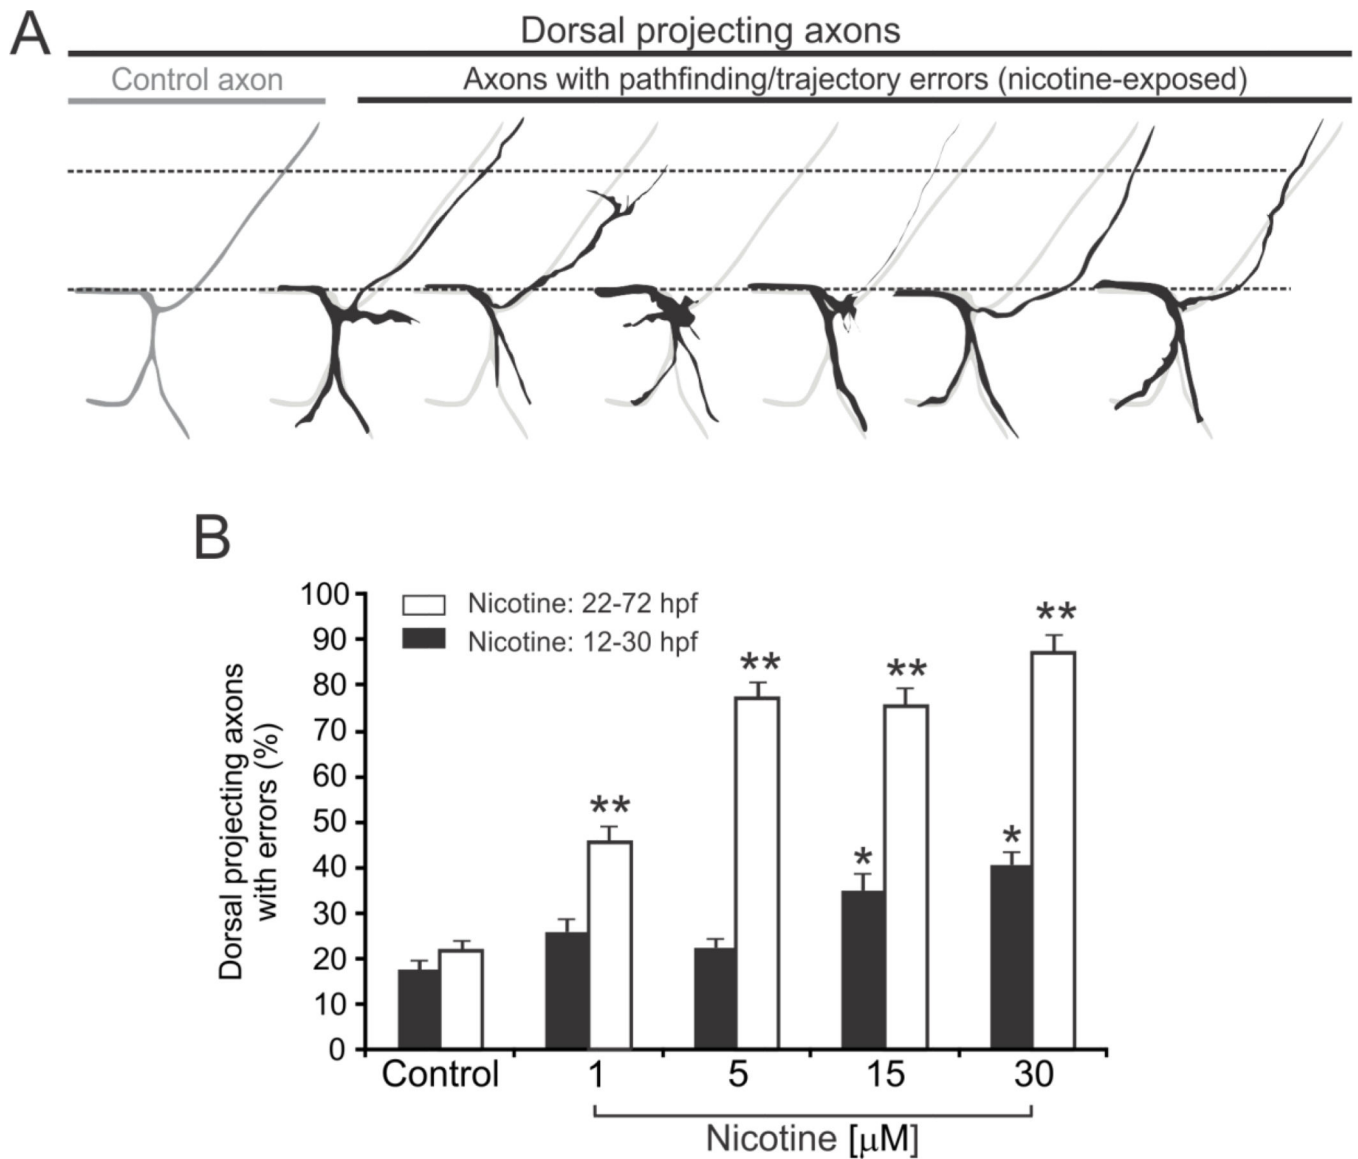 A
Dorsal projecting axons
Control axon
Axons with pathfinding/trajectory errors (nicotine-exposed)
B
Dorsal projecting axons
with errors (%)
100
90
80
70
60
50
40
30
20
10
0
Nicotine: 22-72 hpf
Nicotine: 12-30 hpf
**
**
**
*
**
*
Control
1
5
15
30
Nicotine [µM]